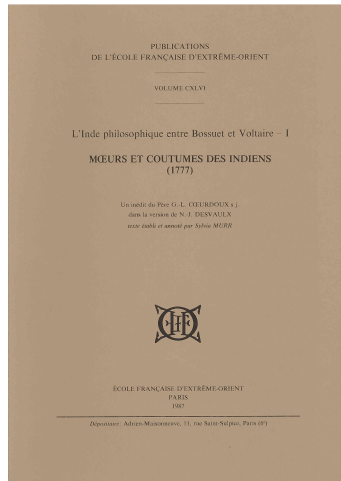 PUBLICATIONS
DE L'ÉCOLE FRANÇAISE D'EXTRÊME-ORIENT
VOLUME CXLVI
L'Inde philosophique entre Bossuet et Voltaire – I
MŒURS ET COUTUMES DES INDIENS
(1777)
Un inédit du Père G.-L. CŒURDOUX s.j.
dans la version de N.-J. DESVAULX
texte établi et annoté par Sylvia MURR
ÉCOLE FRANÇAISE D'EXTRÊME-ORIENT
PARIS
1987
Dépositaire: Adrien-Maisonneuve, 11, rue Saint-Sulpice, Paris (6e)